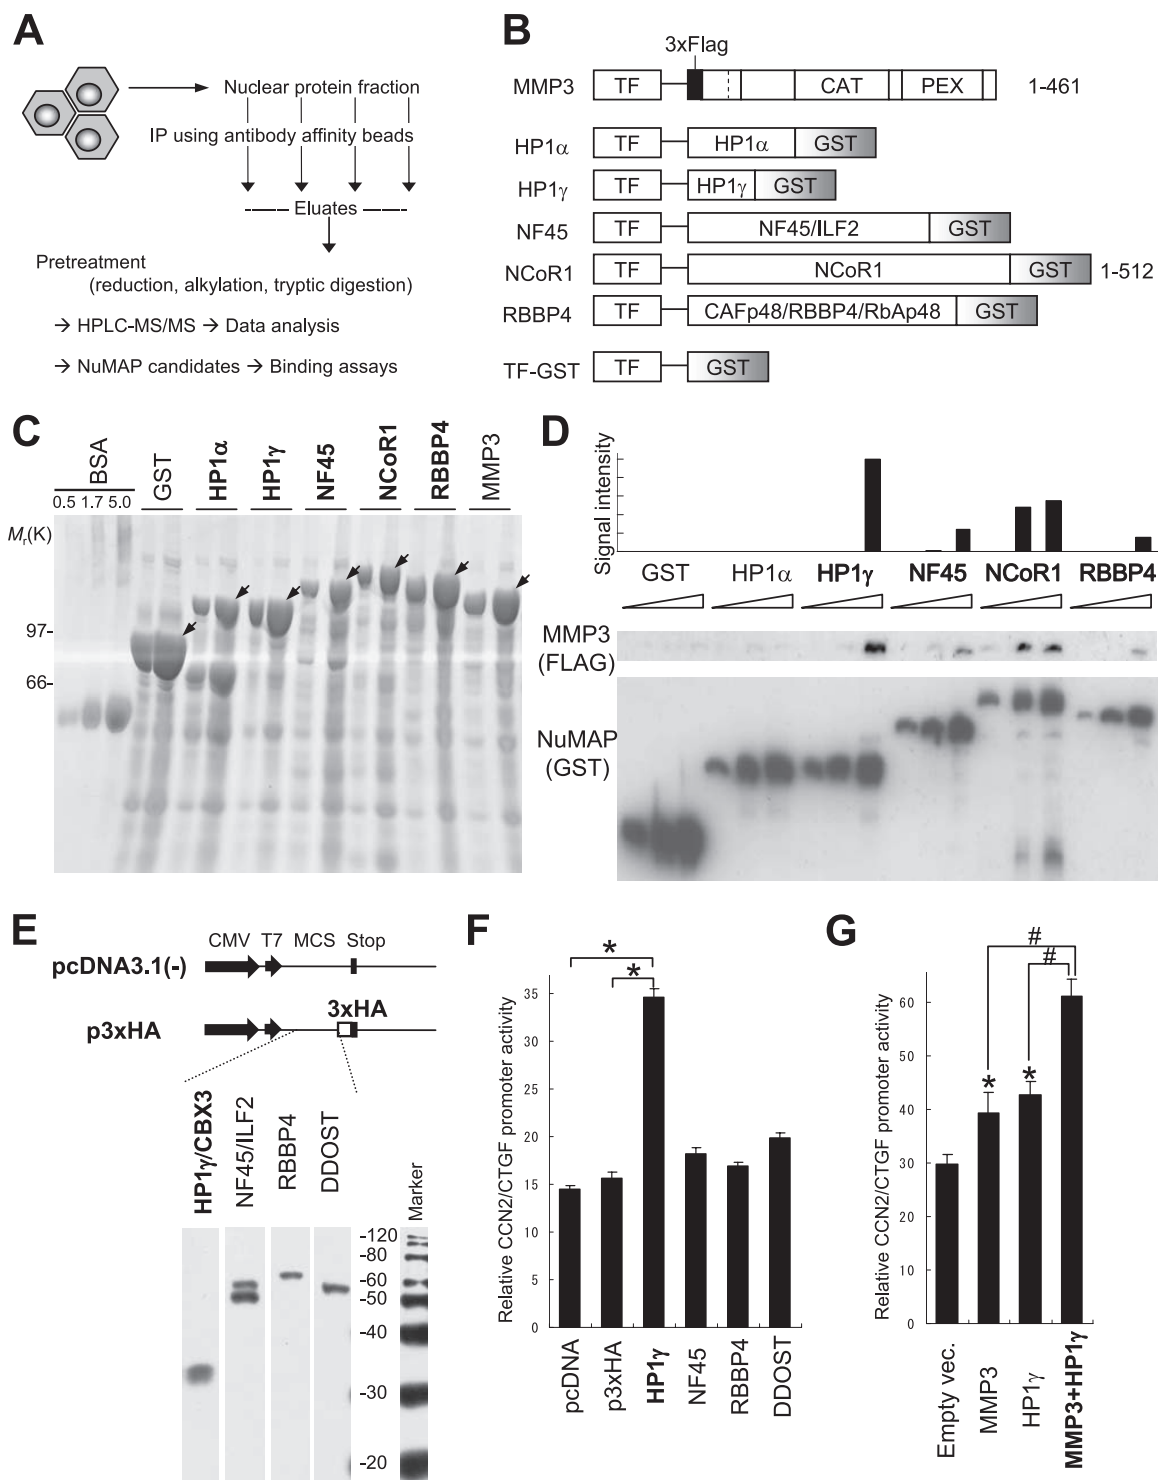 A
Nuclear protein fraction
IP using antibody affinity beads
Eluates
Pretreatment
(reduction, alkylation, tryptic digestion)
→ HPLC-MS/MS → Data analysis
→ NuMAP candidates → Binding assays
B
3xFlag
MMP3 TF CAT PEX 1-461
HP1α TF HP1α GST
HP1γ TF HP1γ GST
NF45 TF NF45/ILF2 GST
NCoR1 TF NCoR1 GST 1-512
RBBP4 TF CAFp48/RBBP4/RbAp48 GST
TF-GST TF GST
C
BSA GST HP1α HP1γ NF45 NCoR1 RBBP4 MMP3
0.5 1.7 5.0
Mr(K)
97-
66-
D
Signal intensity
GST HP1α HP1γ NF45 NCoR1 RBBP4
MMP3
(FLAG)
NuMAP
(GST)
E
CMV T7 MCS Stop
pcDNA3.1(-)
3xHA
p3xHA
HP1γ/CBX3 NF45/ILF2 RBBP4 DDOST Marker
-120
-80
-60
-50
-40
-30
-20
F
*
*
Relative CCN2/CTGF promoter activity
35
30
25
20
15
10
5
0
pcDNA p3xHA HP1γ NF45 RBBP4 DDOST
G
#
#
* *
Relative CCN2/CTGF promoter activity
60
50
40
30
20
10
0
Empty vec. MMP3 HP1γ MMP3+HP1γ